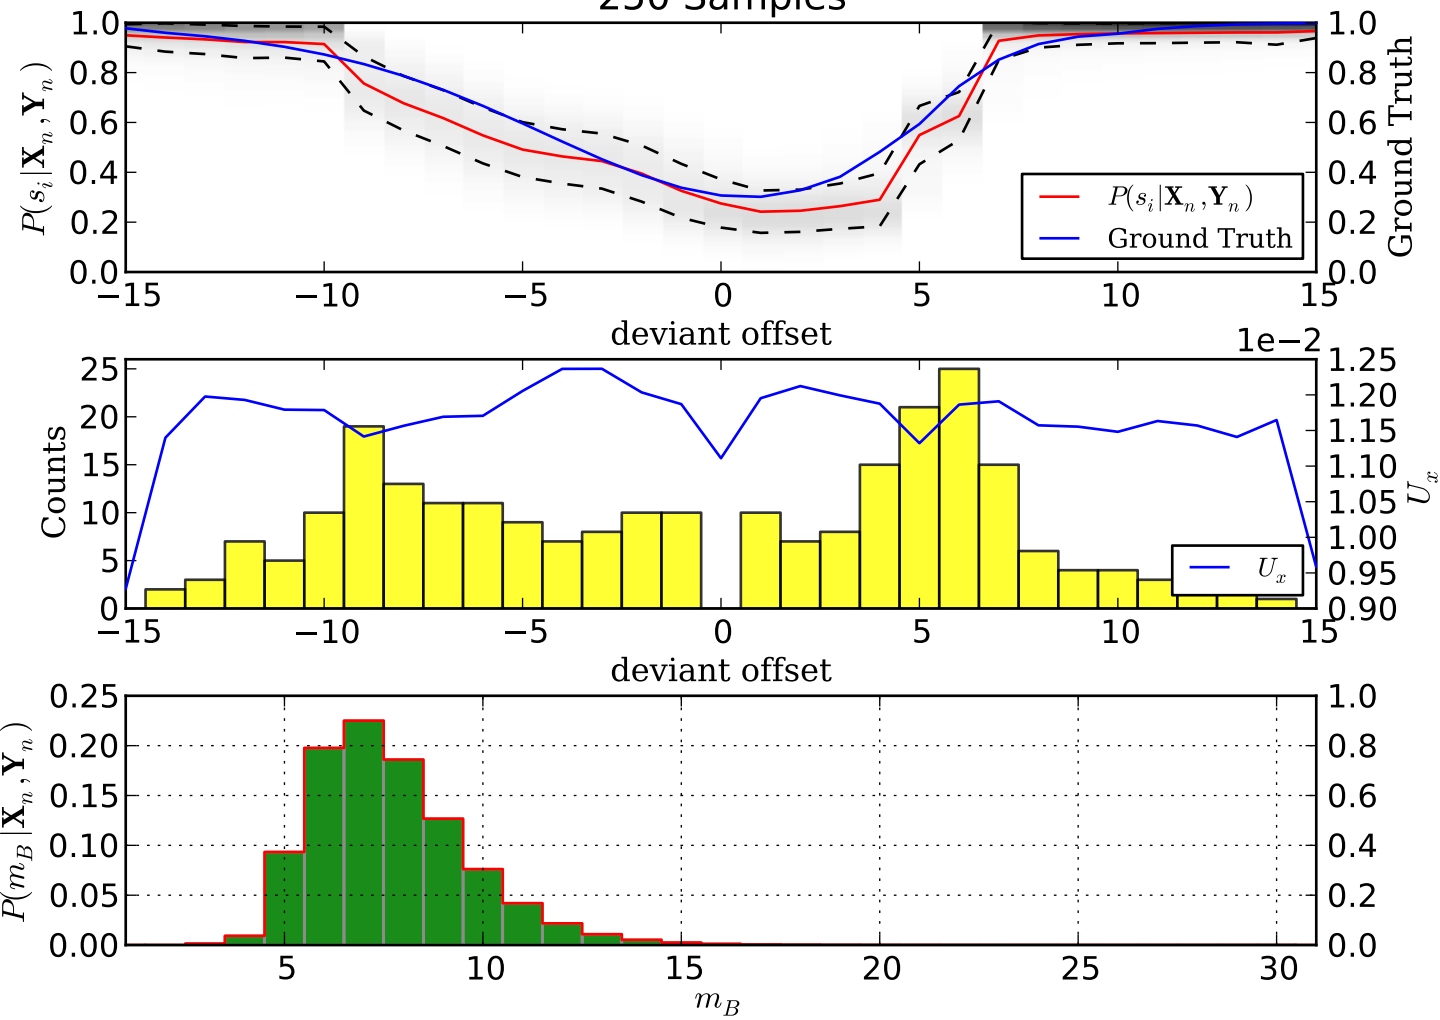 250 Samples
1.0 0.8 0.6 0.4 0.2 0.0
P(s_i|X_n,Y_n)
1.0 0.8 0.6 0.4 0.2 0.0
Ground Truth
P(s_i|X_n,Y_n)
Ground Truth
−15 −10 −5 0 5 10 15
deviant offset
1e−2
25 20 15 10 5 0
Counts
1.25 1.20 1.15 1.10 1.05 1.00 0.95 0.90
U_x
U_x
−15 −10 −5 0 5 10 15
deviant offset
0.25 0.20 0.15 0.10 0.05 0.00
P(m_B|X_n,Y_n)
1.0 0.8 0.6 0.4 0.2 0.0
5 10 15 20 25 30
m_B